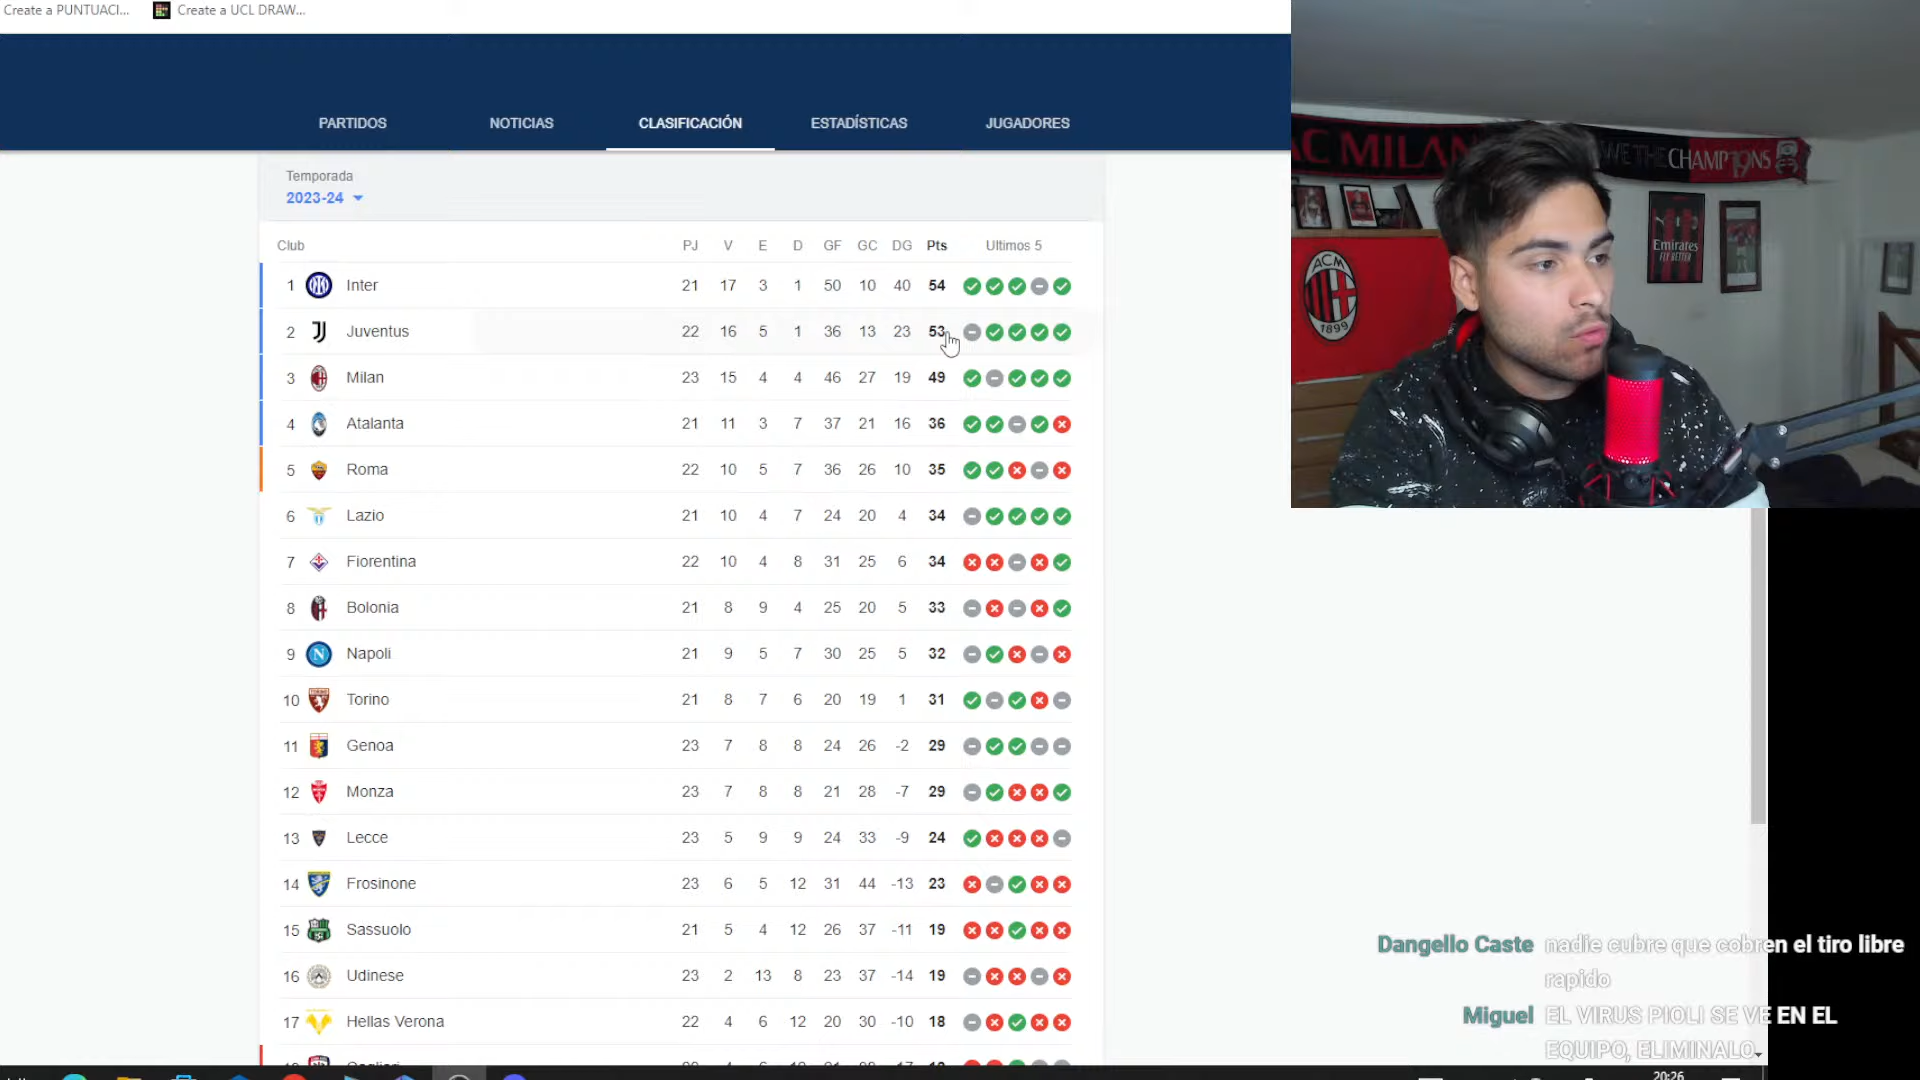 Create a PUNTUACI...
Create a UCL DRAW...
PARTIDOS NOTICIAS CLASIFICACIÓN ESTADÍSTICAS JUGADORES
Temporada
2023-24
Club PJ V E D GF GC DG Pts Ultimos 5
1 Inter 21 17 3 1 50 10 40 54
2 Juventus 22 16 5 1 36 13 23 53
3 Milan 23 15 4 4 46 27 19 49
4 Atalanta 21 11 3 7 37 21 16 36
5 Roma 22 10 5 7 36 26 10 35
6 Lazio 21 10 4 7 24 20 4 34
7 Fiorentina 22 10 4 8 31 25 6 34
8 Bolonia 21 8 9 4 25 20 5 33
9 Napoli 21 9 5 7 30 25 5 32
10 Torino 21 8 7 6 20 19 1 31
11 Genoa 23 7 8 8 24 26 -2 29
12 Monza 23 7 8 8 21 28 -7 29
13 Lecce 23 5 9 9 24 33 -9 24
14 Frosinone 23 6 5 12 31 44 -13 23
15 Sassuolo 21 5 4 12 26 37 -11 19
16 Udinese 23 2 13 8 23 37 -14 19
17 Hellas Verona 22 4 6 12 20 30 -10 18
AC MILAN
WE THE CHAMP19NS
Emirates
FLY BETTER
ACM
1899
Dangello Caste nadie cubre que cobren el tiro libre
rapido
Miguel EL VIRUS PIOLI SE VE EN EL
EQUIPO, ELIMINALO
20:26